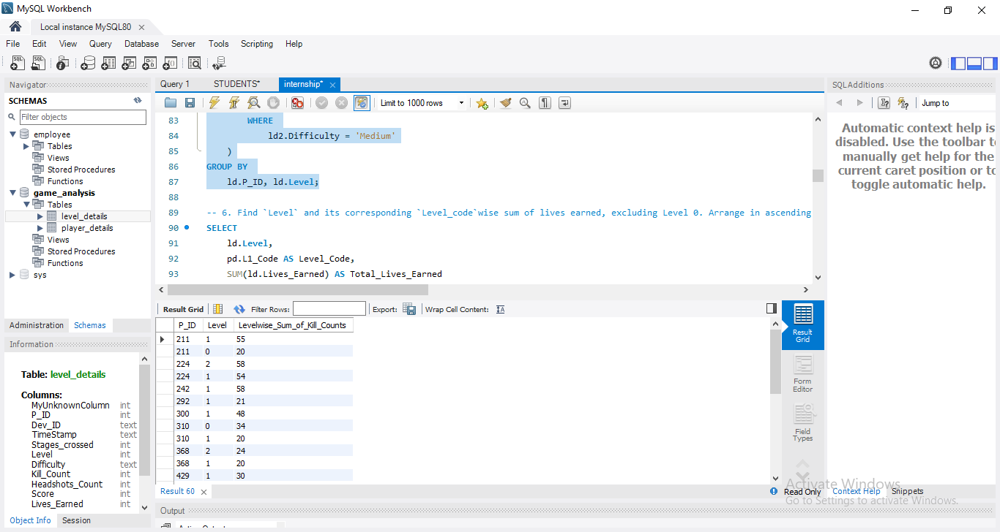 MySQL Workbench
Local instance MySQL80
File Edit View Query Database Server Tools Scripting Help
Navigator
SCHEMAS
Filter objects
employee
Tables
Views
Stored Procedures
Functions
game_analysis
Tables
level_details
player_details
Views
Stored Procedures
Functions
sys
Administration Schemas
Information
Table: level_details
Columns:
MyUnknownColumn int
P_ID int
Dev_ID text
TimeStamp text
Stages_crossed int
Level int
Difficulty text
Kill_Count int
Headshots_Count int
Score int
Lives_Earned int
Object Info Session
Query 1 STUDENTS* internship*
Limit to 1000 rows
83 WHERE
84 ld2.Difficulty = 'Medium'
85 )
86 GROUP BY
87 ld.P_ID, ld.Level;
88
89 -- 6. Find `Level` and its corresponding `Level_code`wise sum of lives earned, excluding Level 0. Arrange in ascending
90 SELECT
91 ld.Level,
92 pd.L1_Code AS Level_Code,
93 SUM(ld.Lives_Earned) AS Total_Lives_Earned
Result Grid Filter Rows: Export: Wrap Cell Content:
P_ID Level Levelwise_Sum_of_Kill_Counts
211 1 55
211 0 20
224 2 58
224 1 54
242 1 58
292 1 21
300 1 48
310 0 34
310 1 20
368 2 24
368 1 20
429 1 30
Result Grid
Form Editor
Field Types
Result 60
Read Only
Output
SQLAdditions
Jump to
Automatic context help is
disabled. Use the toolbar to
manually get help for the
current caret position or to
toggle automatic help.
Context Help Snippets
Activate Windows
Go to Settings to activate Windows.